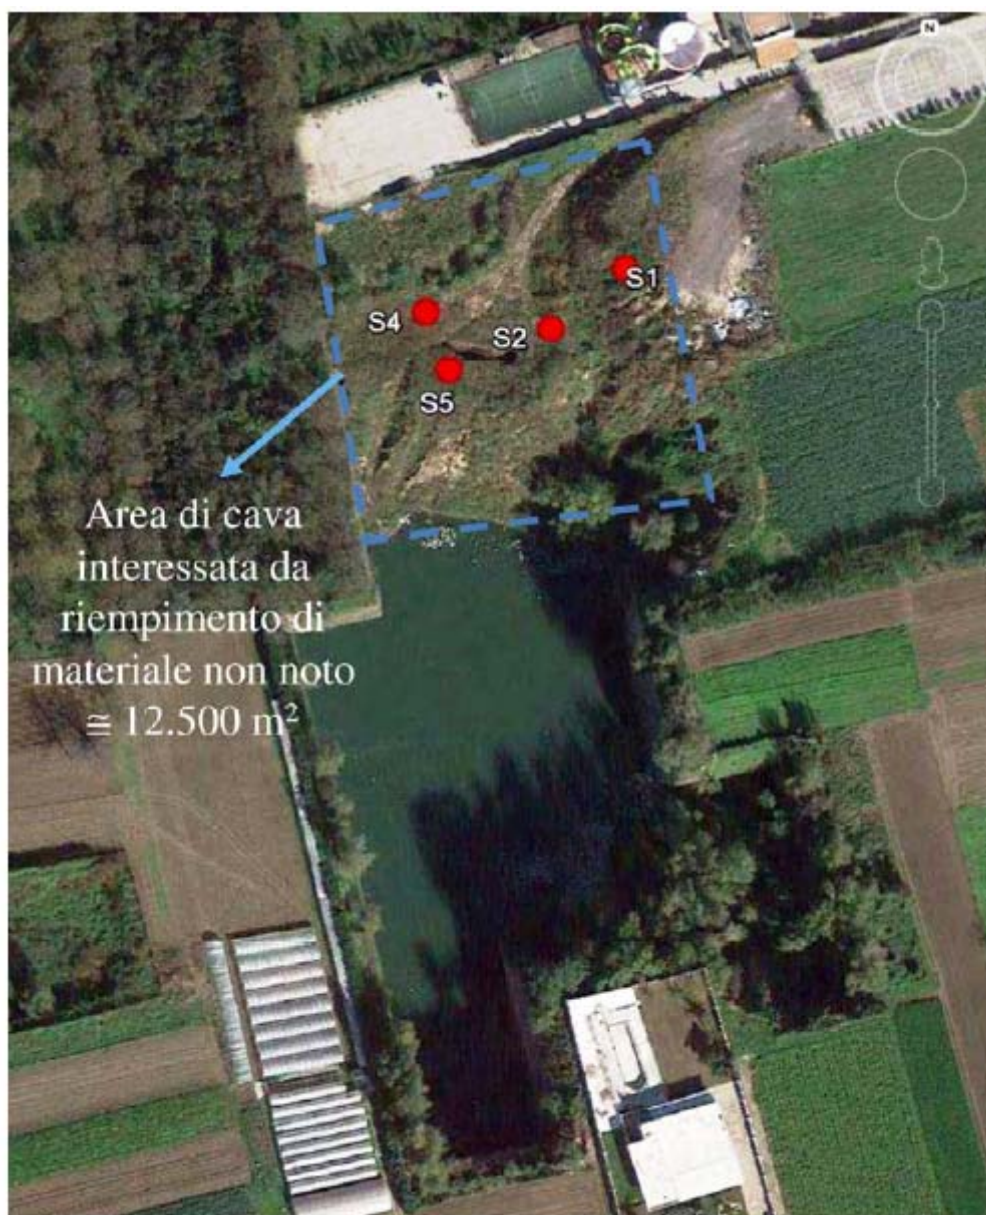 N
S1
S4
S2
S5
Area di cava
interessata da
riempimento di
materiale non noto
≅ 12.500 m²